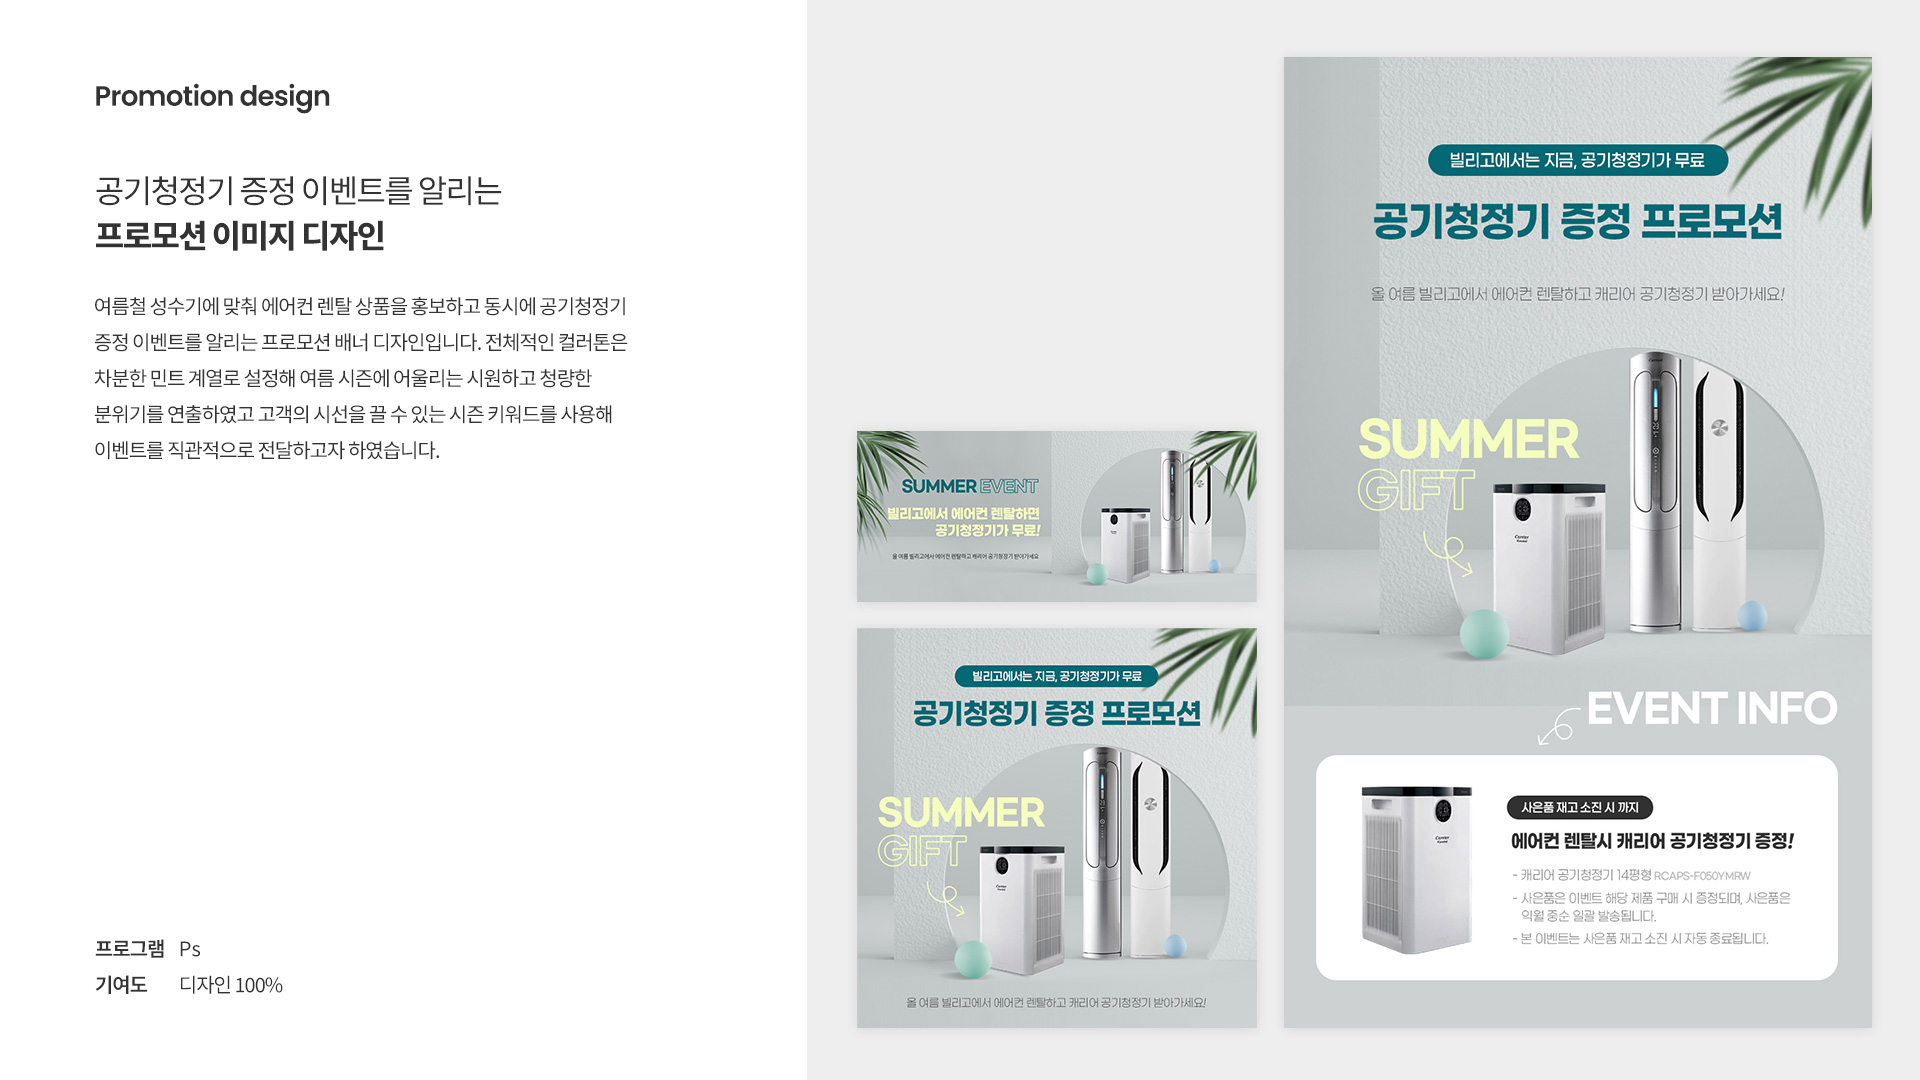 Promotion design
공기청정기 증정 이벤트를 알리는
프로모션 이미지 디자인
여름철 성수기에 맞춰 에어컨 렌탈 상품을 홍보하고 동시에 공기청정기
증정 이벤트를 알리는 프로모션 배너 디자인입니다. 전체적인 컬러톤은
차분한 민트 계열로 설정해 여름 시즌에 어울리는 시원하고 청량한
분위기를 연출하였고 고객의 시선을 끌 수 있는 시즌 키워드를 사용해
이벤트를 직관적으로 전달하고자 하였습니다.
프로그램 Ps
기여도 디자인 100%
SUMMER EVENT
빌리고에서 에어컨 렌탈하면
공기청정기가 무료!
올 여름 빌리고에서 에어컨 렌탈하고 캐리어 공기청정기 받아가세요
빌리고에서는 지금, 공기청정기가 무료
공기청정기 증정 프로모션
SUMMER
GIFT
올 여름 빌리고에서 에어컨 렌탈하고 캐리어 공기청정기 받아가세요!
빌리고에서는 지금, 공기청정기가 무료
공기청정기 증정 프로모션
올 여름 빌리고에서 에어컨 렌탈하고 캐리어 공기청정기 받아가세요!
SUMMER
GIFT
EVENT INFO
사은품 재고 소진 시 까지
에어컨 렌탈시 캐리어 공기청정기 증정!
- 캐리어 공기청정기 14평형 RCAPS-F050YMRW
- 사은품은 이벤트 해당 제품 구매 시 증정되며, 사은품은
익월 중순 일괄 발송됩니다.
- 본 이벤트는 사은품 재고 소진 시 자동 종료됩니다.